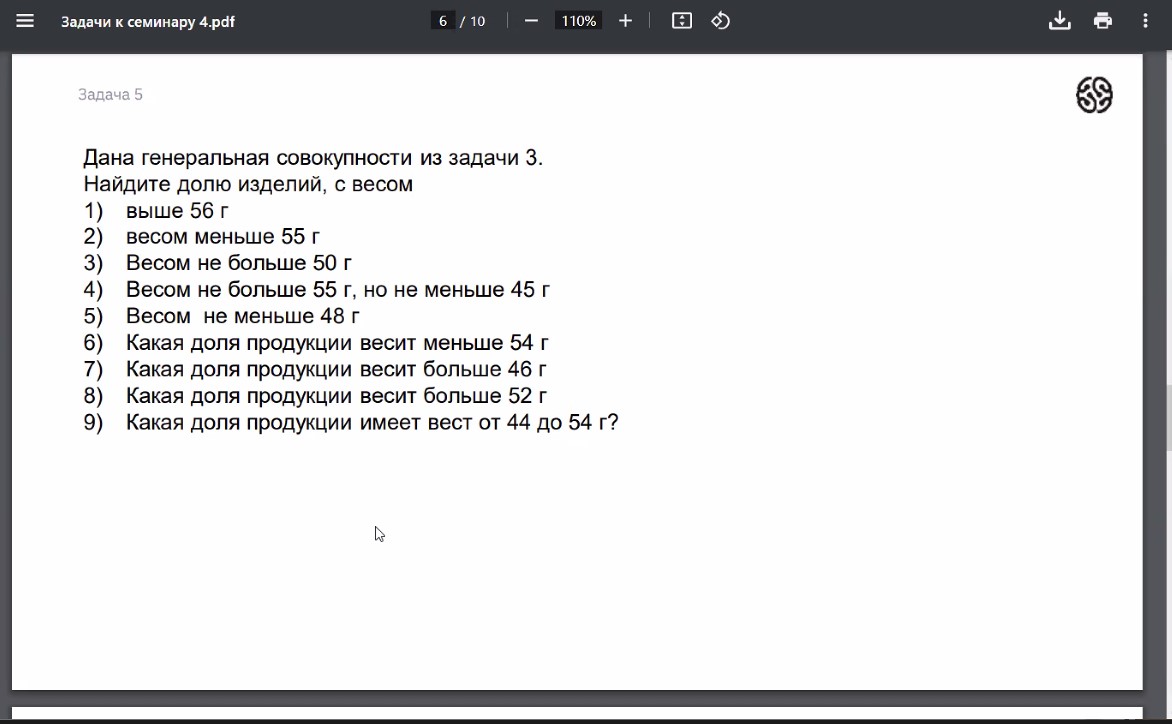 Задачи к семинару 4.pdf
6 / 10
110%
Задача 5
Дана генеральная совокупности из задачи 3.
Найдите долю изделий, с весом
1) выше 56 г
2) весом меньше 55 г
3) Весом не больше 50 г
4) Весом не больше 55 г, но не меньше 45 г
5) Весом не меньше 48 г
6) Какая доля продукции весит меньше 54 г
7) Какая доля продукции весит больше 46 г
8) Какая доля продукции весит больше 52 г
9) Какая доля продукции имеет вест от 44 до 54 г?